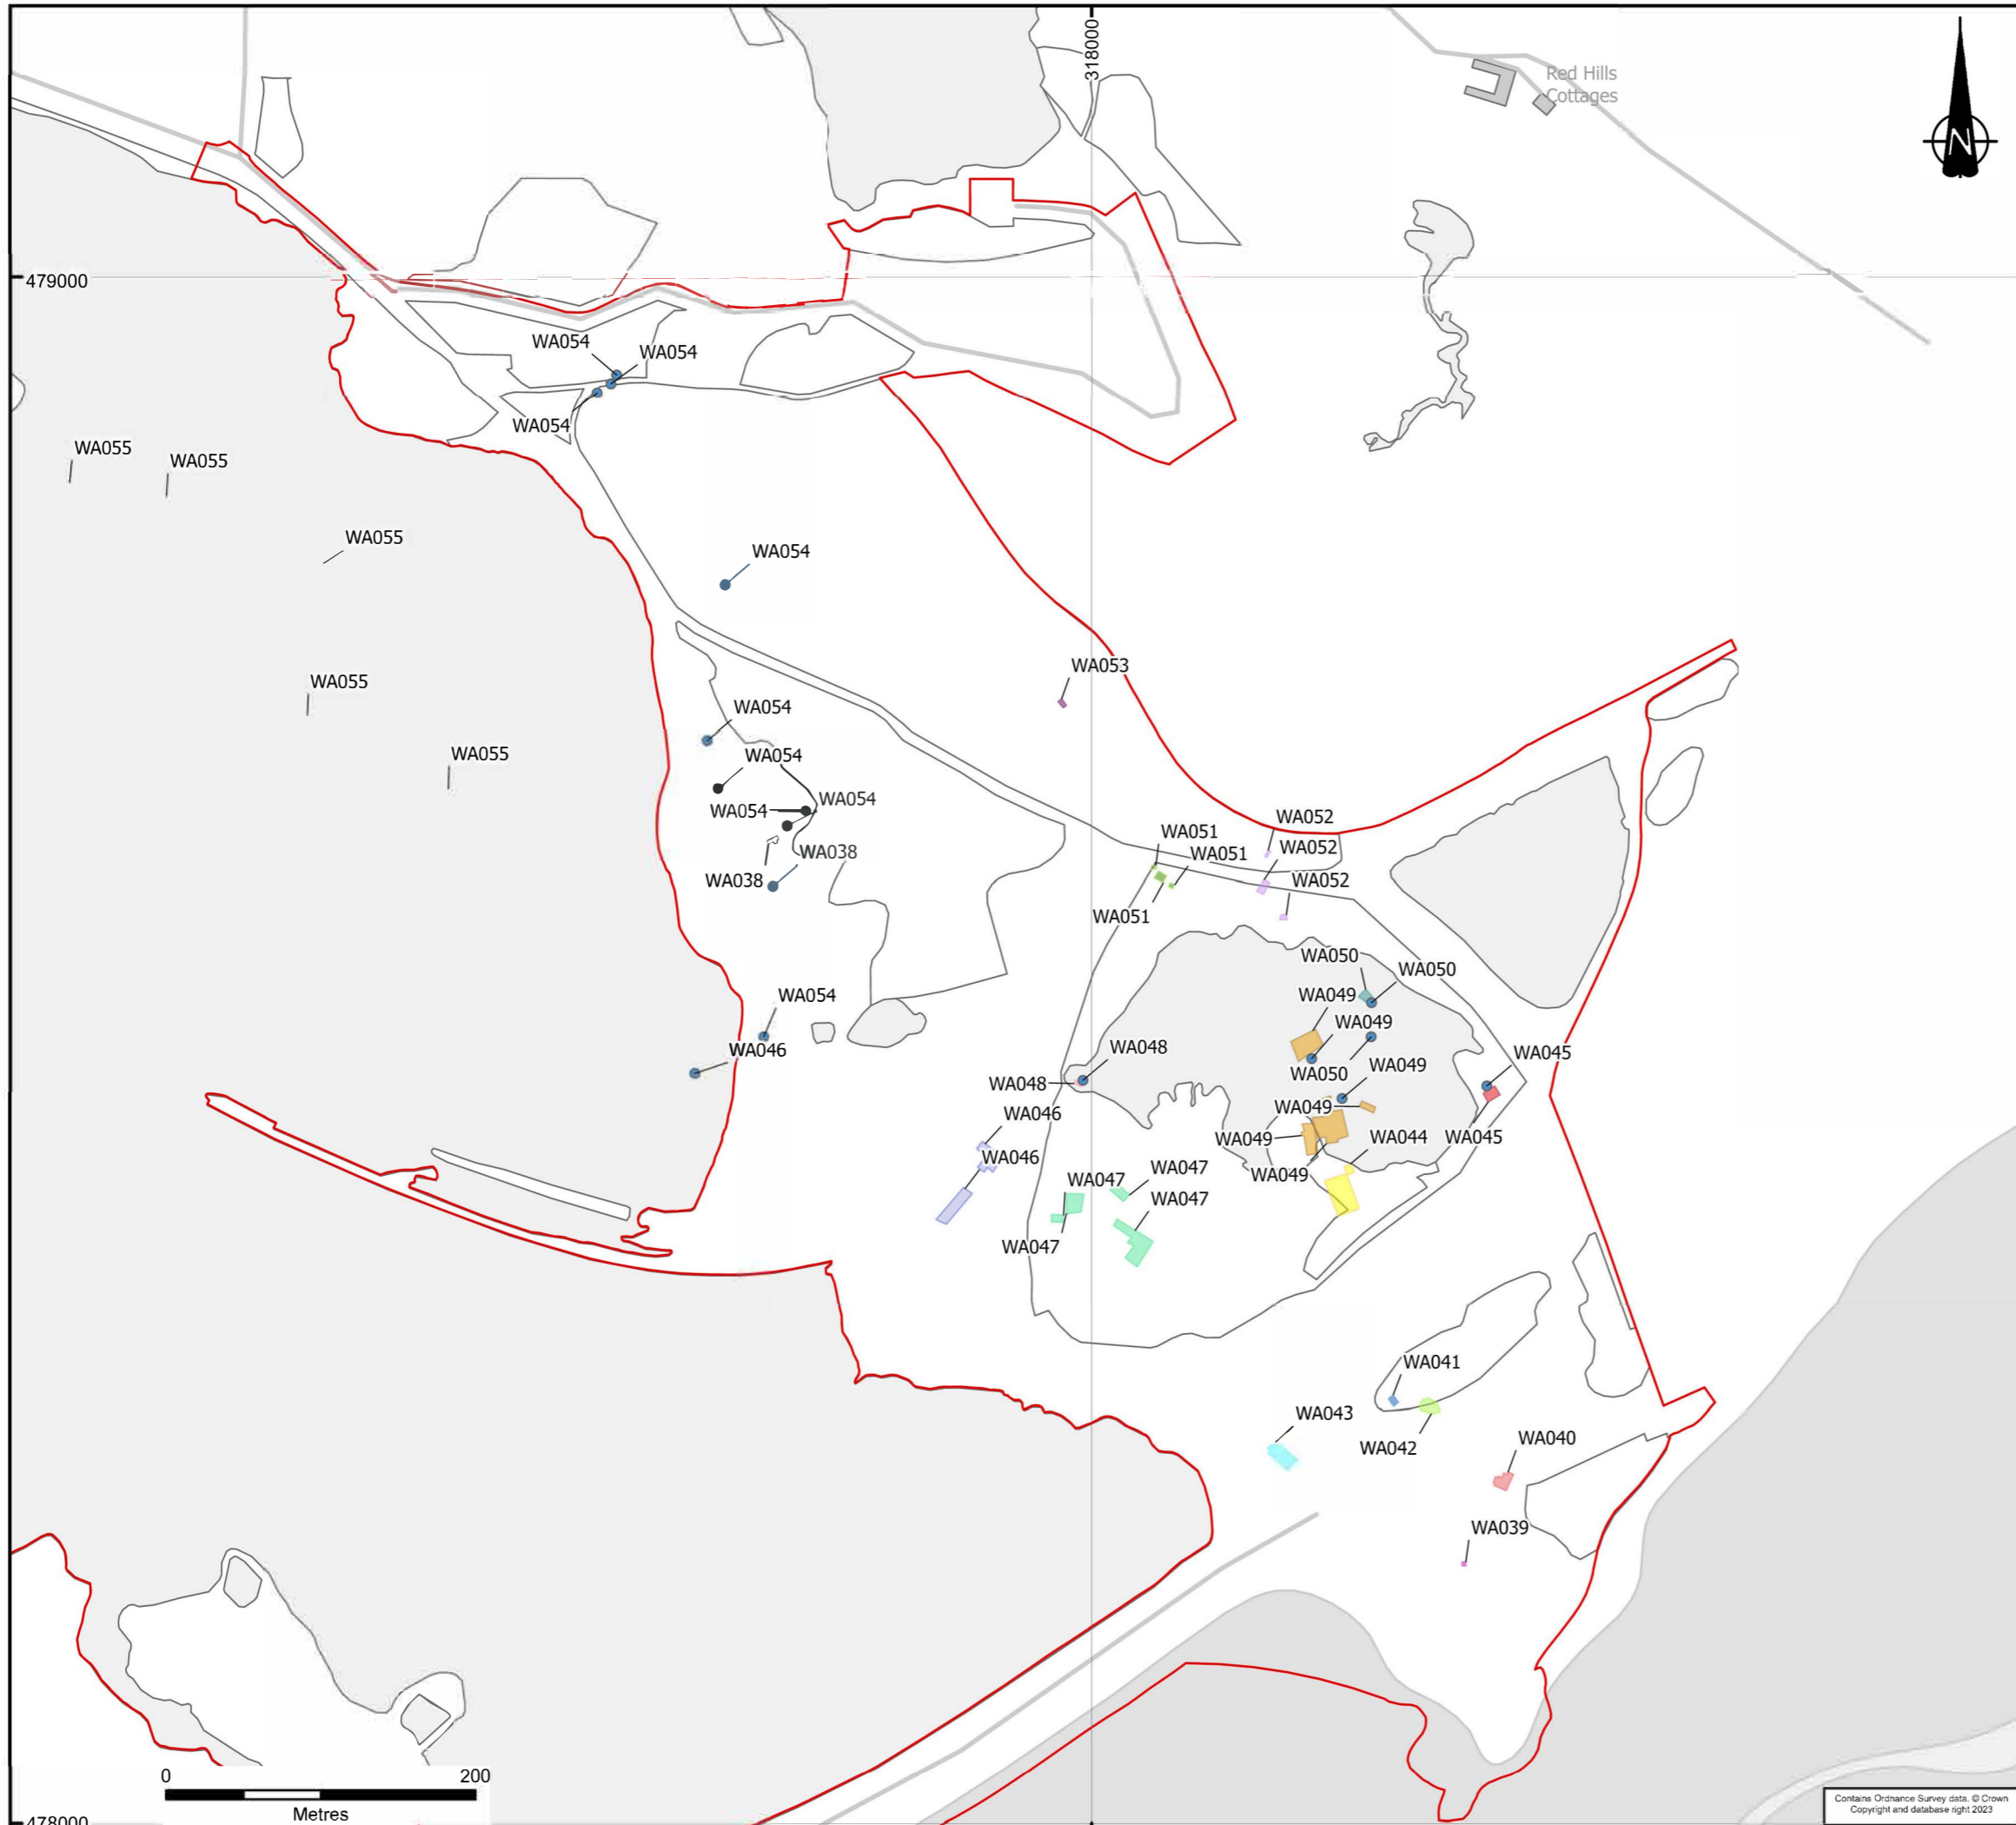 318000
Red Hills
Cottages
N
479000
WA054
WA054
WA054
WA055
WA055
WA055
WA054
WA053
WA055
WA054
WA055
WA054
WA054
WA054
WA052
WA051
WA052
WA038
WA051
WA038
WA052
WA051
WA050
WA050
WA054
WA049
WA049
WA046
WA048
WA045
WA049
WA050
WA048
WA049
WA046
WA049
WA044
WA045
WA046
WA047
WA047
WA049
WA047
WA047
WA041
WA043
WA042
WA040
WA039
0 200
Metres
478000
Contains Ordnance Survey data. © Crown
Copyright and database right 2023